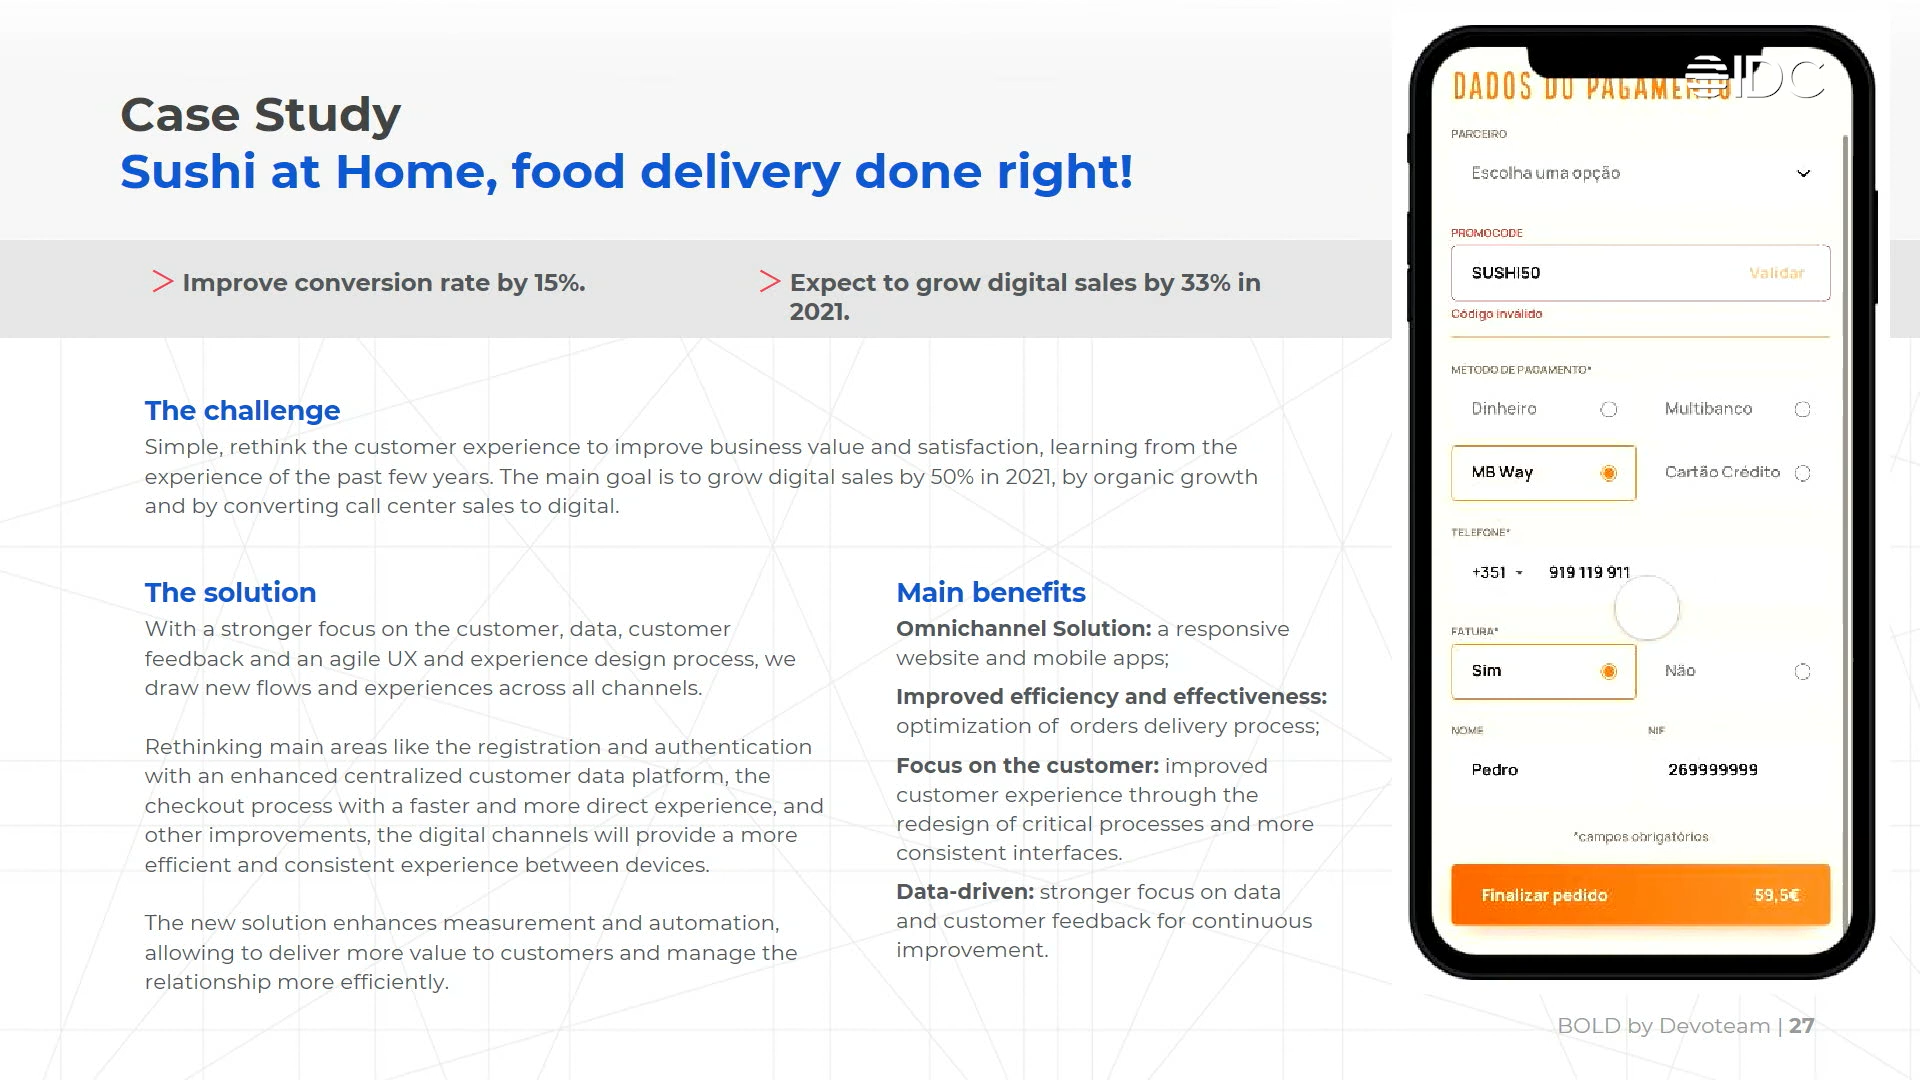 Case Study
Sushi at Home, food delivery done right!
> Improve conversion rate by 15%.
> Expect to grow digital sales by 33% in
2021.
The challenge
Simple, rethink the customer experience to improve business value and satisfaction, learning from the
experience of the past few years. The main goal is to grow digital sales by 50% in 2021, by organic growth
and by converting call center sales to digital.
The solution
With a stronger focus on the customer, data, customer
feedback and an agile UX and experience design process, we
draw new flows and experiences across all channels.
Rethinking main areas like the registration and authentication
with an enhanced centralized customer data platform, the
checkout process with a faster and more direct experience, and
other improvements, the digital channels will provide a more
efficient and consistent experience between devices.
The new solution enhances measurement and automation,
allowing to deliver more value to customers and manage the
relationship more efficiently.
Main benefits
Omnichannel Solution: a responsive
website and mobile apps;
Improved efficiency and effectiveness:
optimization of  orders delivery process;
Focus on the customer: improved
customer experience through the
redesign of critical processes and more
consistent interfaces.
Data-driven: stronger focus on data
and customer feedback for continuous
improvement.
IDC
DADOS DO PAGAMENTO
PARCEIRO
Escolha uma opção
PROMOCODE
SUSHI50 Validar
Código inválido
MÉTODO DE PAGAMENTO*
Dinheiro Multibanco
MB Way Cartão Crédito
TELEFONE*
+351 919 119 911
FATURA*
Sim Não
NOME NIF
Pedro 269999999
*campos obrigatórios
Finalizar pedido 59,5€
BOLD by Devoteam | 27